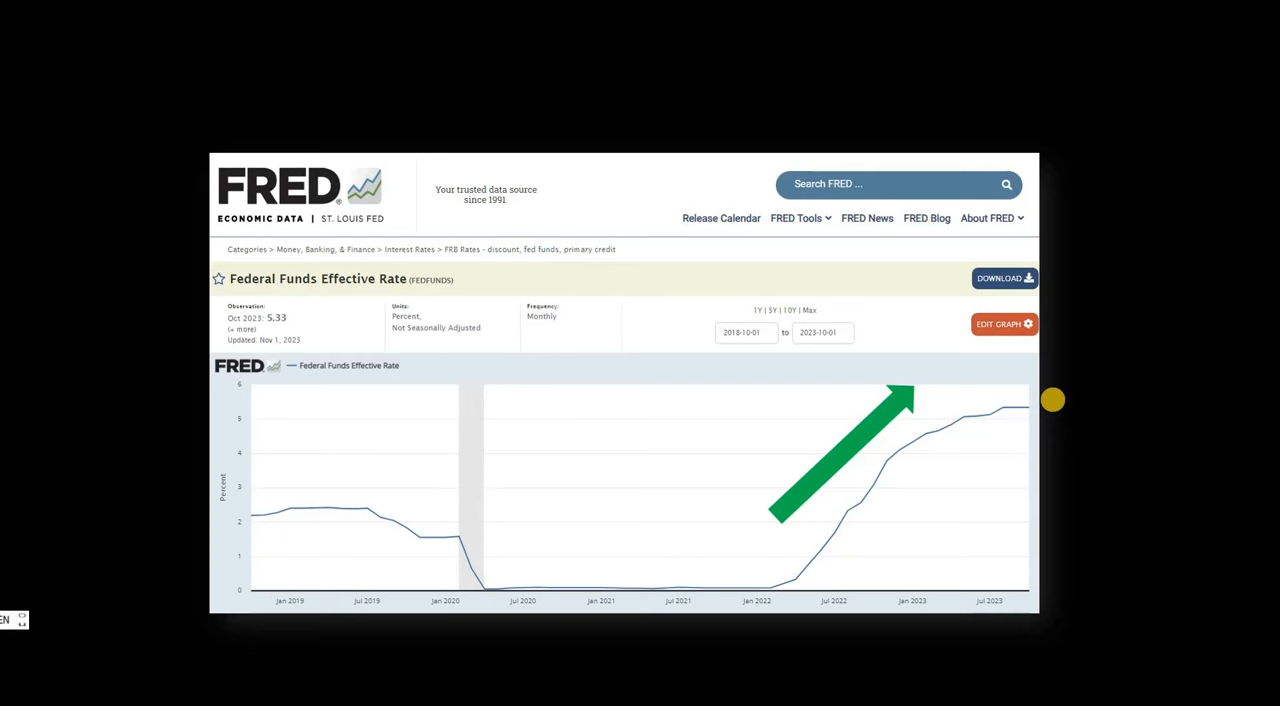 FRED
ECONOMIC DATA | ST. LOUIS FED
Your trusted data source
since 1991.
Search FRED ...
Release Calendar FRED Tools FRED News FRED Blog About FRED
Categories > Money, Banking, & Finance > Interest Rates > FRB Rates - discount, fed funds, primary credit
Federal Funds Effective Rate (FEDFUNDS)
DOWNLOAD
Observation:
Oct 2023: 5.33
(+ more)
Updated: Nov 1, 2023
Units:
Percent,
Not Seasonally Adjusted
Frequency:
Monthly
1Y | 5Y | 10Y | Max
2018-10-01 to 2023-10-01
EDIT GRAPH
FRED
Federal Funds Effective Rate
6
5
4
3
2
1
0
Percent
Jan 2019 Jul 2019 Jan 2020 Jul 2020 Jan 2021 Jul 2021 Jan 2022 Jul 2022 Jan 2023 Jul 2023
EN